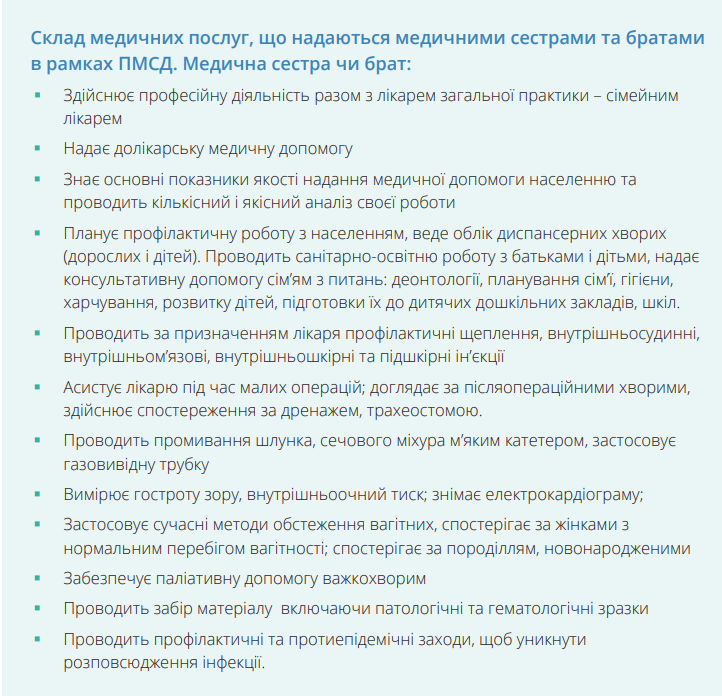 Склад медичних послуг, що надаються медичними сестрами та братами
в рамках ПМСД. Медична сестра чи брат:
▪ Здійснює професійну діяльність разом з лікарем загальної практики – сімейним
лікарем
▪ Надає долікарську медичну допомогу
▪ Знає основні показники якості надання медичної допомоги населенню та
проводить кількісний і якісний аналіз своєї роботи
▪ Планує профілактичну роботу з населенням, веде облік диспансерних хворих
(дорослих і дітей). Проводить санітарно-освітню роботу з батьками і дітьми, надає
консультативну допомогу сім’ям з питань: деонтології, планування сім’ї, гігієни,
харчування, розвитку дітей, підготовки їх до дитячих дошкільних закладів, шкіл.
▪ Проводить за призначенням лікаря профілактичні щеплення, внутрішньосудинні,
внутрішньом’язові, внутрішньошкірні та підшкірні ін’єкції
▪ Асистує лікарю під час малих операцій; доглядає за післяопераційними хворими,
здійснює спостереження за дренажем, трахеостомою.
▪ Проводить промивання шлунка, сечового міхура м’яким катетером, застосовує
газовивідну трубку
▪ Вимірює гостроту зору, внутрішньоочний тиск; знімає електрокардіограму;
▪ Застосовує сучасні методи обстеження вагітних, спостерігає за жінками з
нормальним перебігом вагітності; спостерігає за породіллям, новонародженими
▪ Забезпечує паліативну допомогу важкохворим
▪ Проводить забір матеріалу включаючи патологічні та гематологічні зразки
▪ Проводить профілактичні та протиепідемічні заходи, щоб уникнути
розповсюдження інфекції.